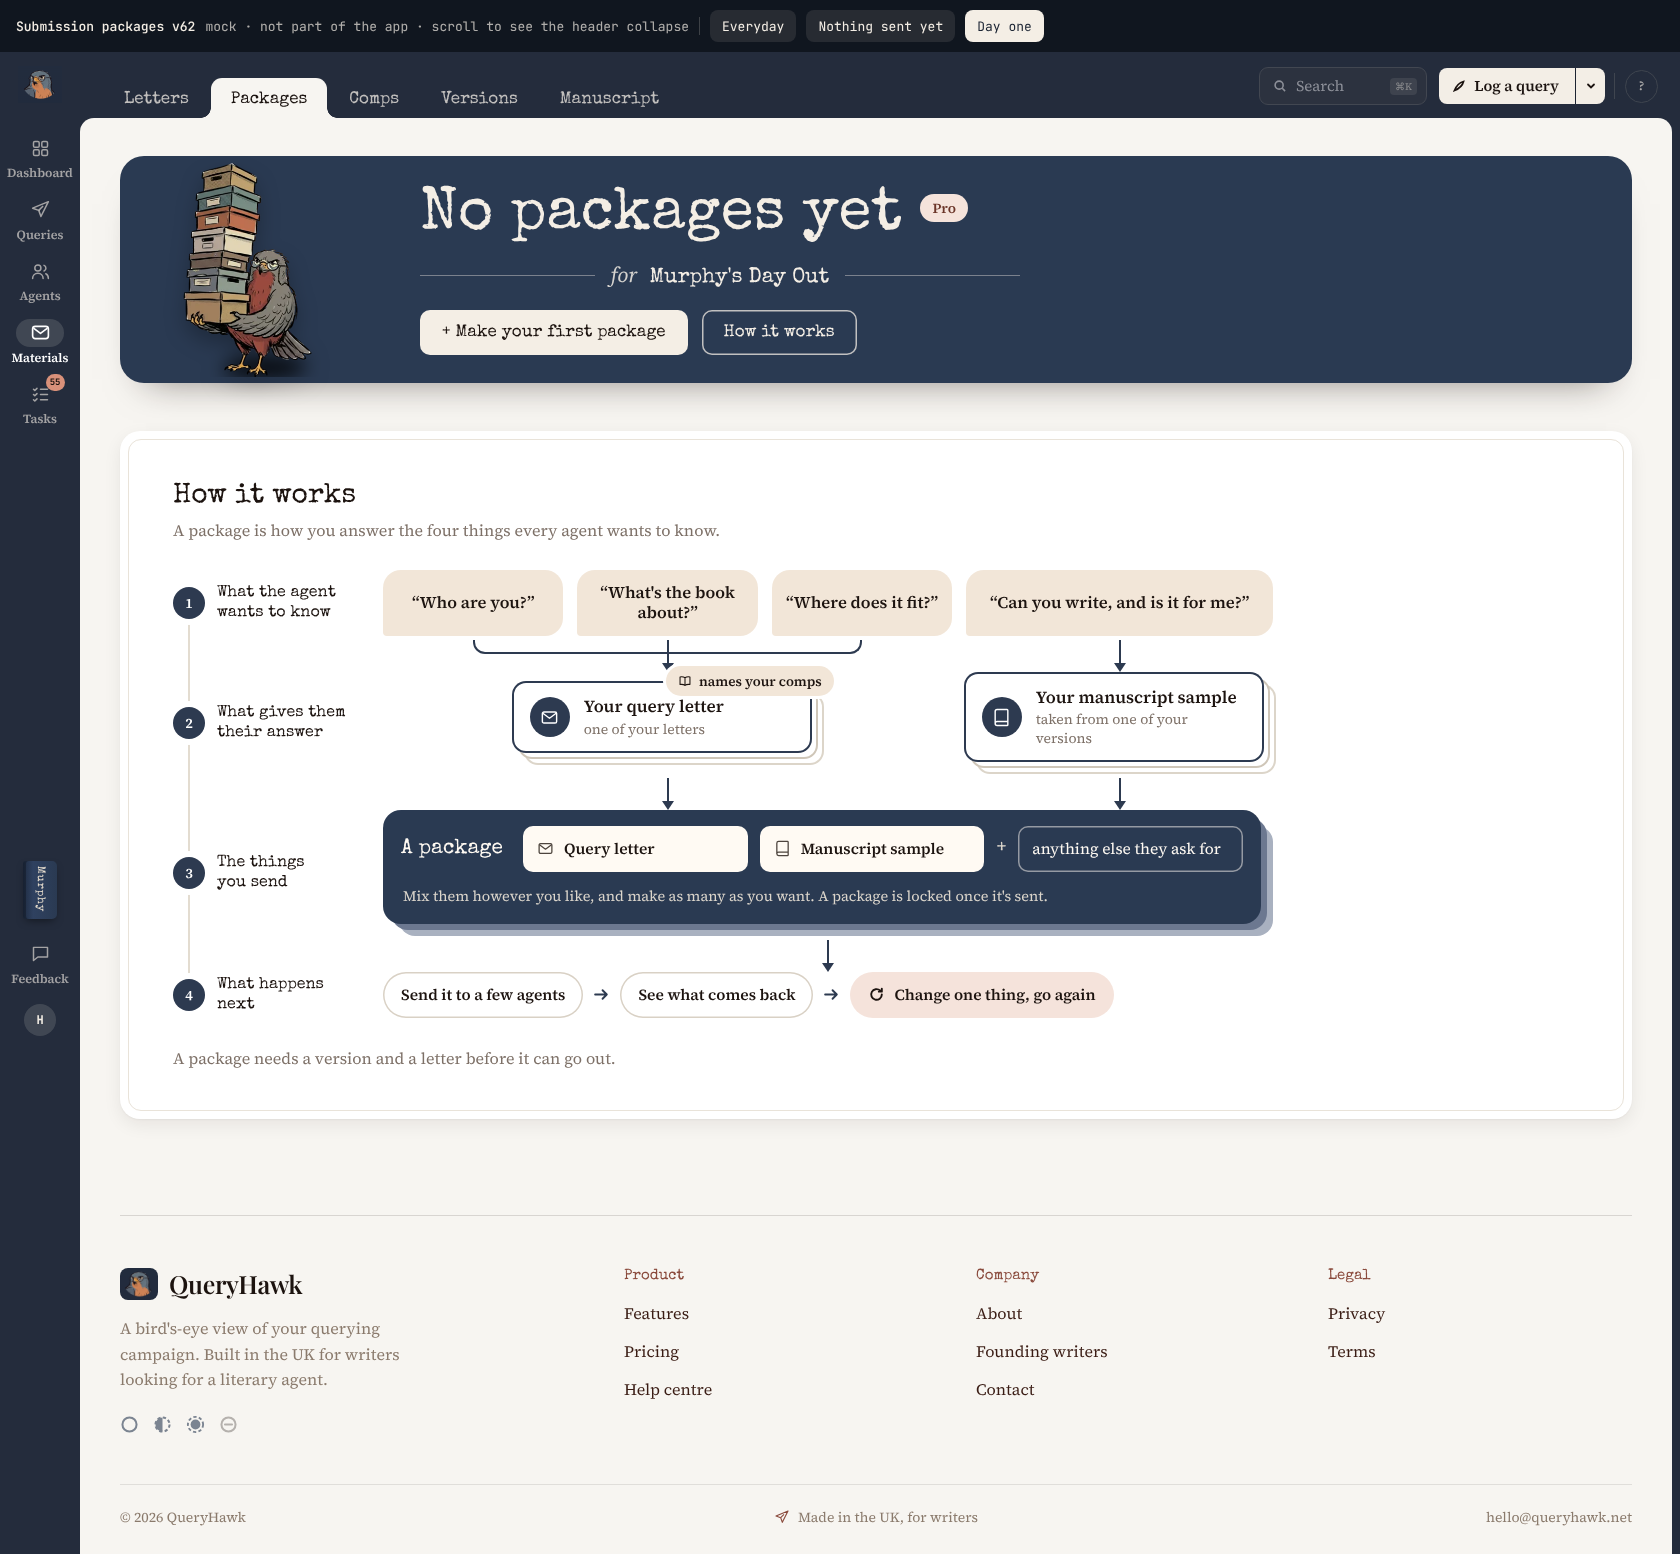 Submission packages v62 mock · not part of the app · scroll to see the header collapse Everyday Nothing sent yet Day one
Letters Packages Comps Versions Manuscript Search ⌘K Log a query ?
Dashboard
Queries
Agents
Materials
55
Tasks
Murphy
Feedback
H
No packages yet Pro
for Murphy's Day Out
+ Make your first package How it works
How it works
A package is how you answer the four things every agent wants to know.
1 What the agent
wants to know
“Who are you?” “What's the book
about?” “Where does it fit?” “Can you write, and is it for me?”
2 What gives them
their answer
names your comps
Your query letter
one of your letters
Your manuscript sample
taken from one of your
versions
3 The things
you send
A package Query letter Manuscript sample + anything else they ask for
Mix them however you like, and make as many as you want. A package is locked once it's sent.
4 What happens
next
Send it to a few agents → See what comes back → Change one thing, go again
A package needs a version and a letter before it can go out.
QueryHawk
A bird's-eye view of your querying
campaign. Built in the UK for writers
looking for a literary agent.
Product
Features
Pricing
Help centre
Company
About
Founding writers
Contact
Legal
Privacy
Terms
© 2026 QueryHawk Made in the UK, for writers hello@queryhawk.net